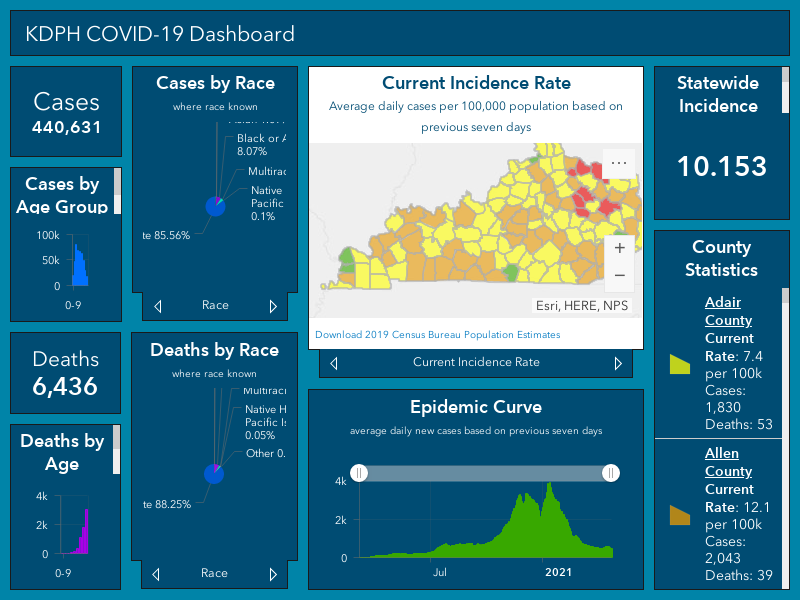 KDPH COVID-19 Dashboard
Cases
440,631
Cases by
Age Group
100k
50k
0
0-9
Deaths
6,436
Deaths by
Age
4k
2k
0
0-9
Cases by Race
where race known
Black or A
8.07%
Multirac
Native
Pacific
0.1%
te 85.56%
Race
Deaths by Race
where race known
Multirac
Native H
Pacific Is
0.05%
Other 0.
te 88.25%
Race
Current Incidence Rate
Average daily cases per 100,000 population based on
previous seven days
Esri, HERE, NPS
Download 2019 Census Bureau Population Estimates
Current Incidence Rate
Epidemic Curve
average daily new cases based on previous seven days
4k
2k
0
Jul
2021
Statewide
Incidence
10.153
County
Statistics
Adair
County
Current
Rate: 7.4
per 100k
Cases:
1,830
Deaths: 53
Allen
County
Current
Rate: 12.1
per 100k
Cases:
2,043
Deaths: 39